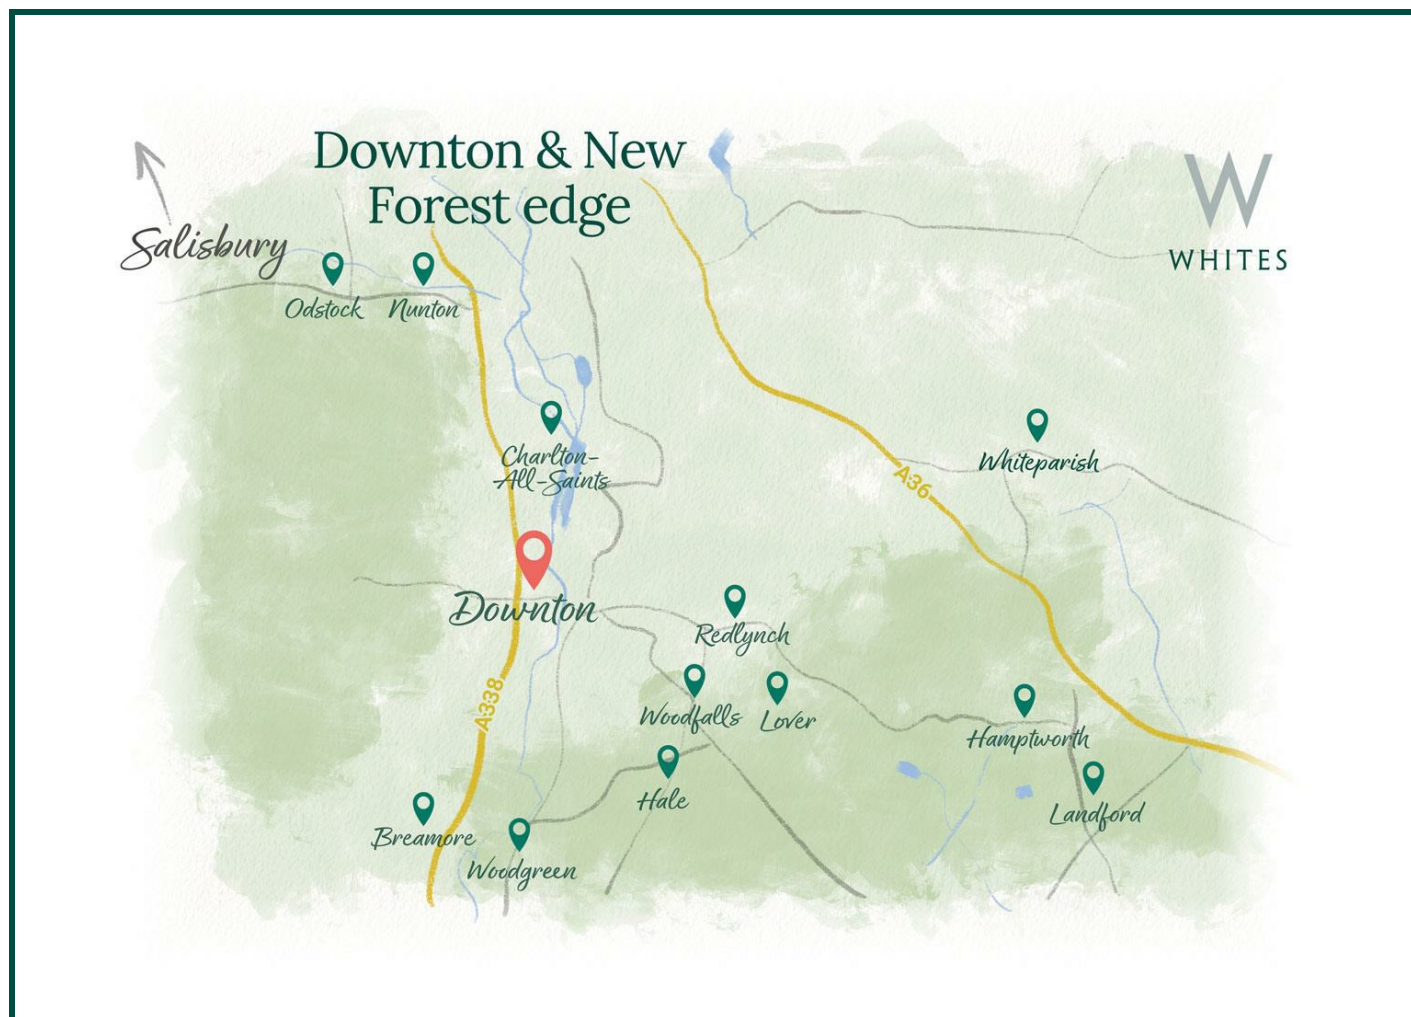 Downton & New
Forest edge
W
WHITES
Salisbury
Odstock
Nunton
Charlton-
All-Saints
Whiteparish
A36
Downton
Redlynch
A338
Woodfalls
Lover
Hamptworth
Hale
Landford
Breamore
Woodgreen